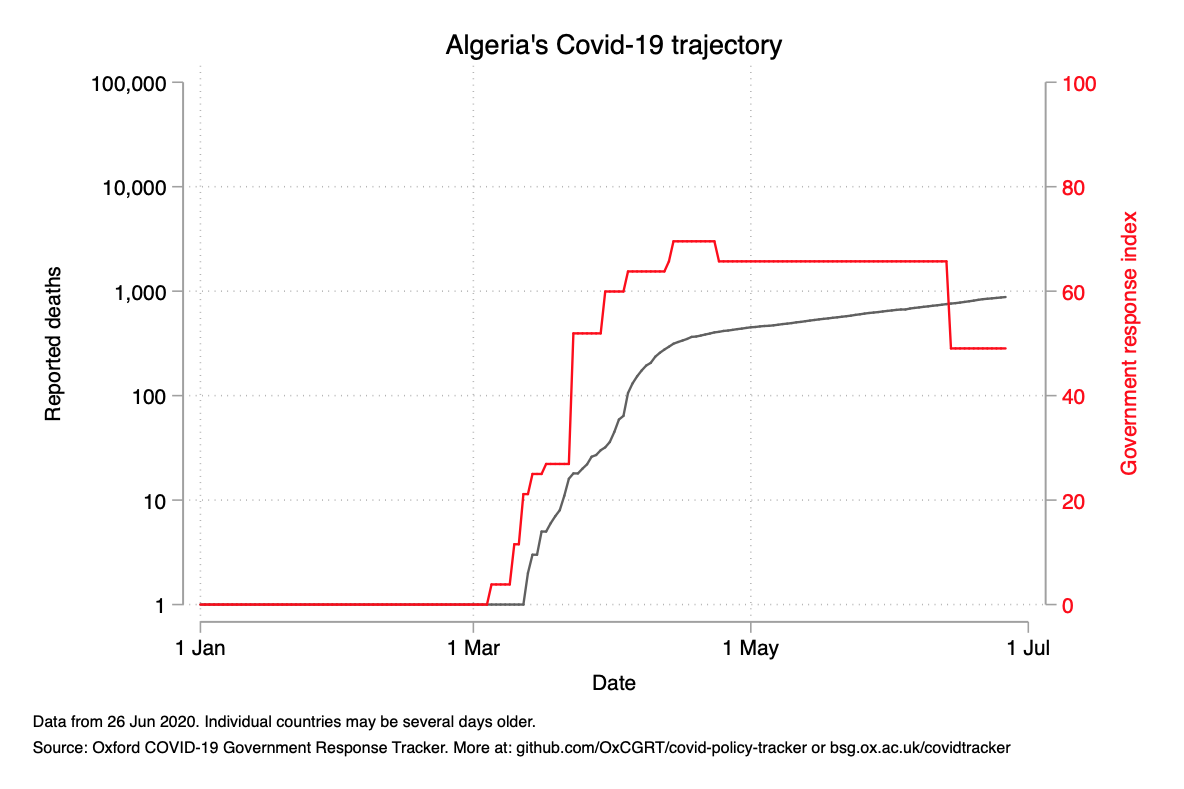 Algeria's Covid-19 trajectory
100,000
10,000
1,000
100
10
1
Reported deaths
100
80
60
40
20
0
Government response index
1 Jan
1 Mar
1 May
1 Jul
Date
Data from 26 Jun 2020. Individual countries may be several days older.
Source: Oxford COVID-19 Government Response Tracker. More at: github.com/OxCGRT/covid-policy-tracker or bsg.ox.ac.uk/covidtracker